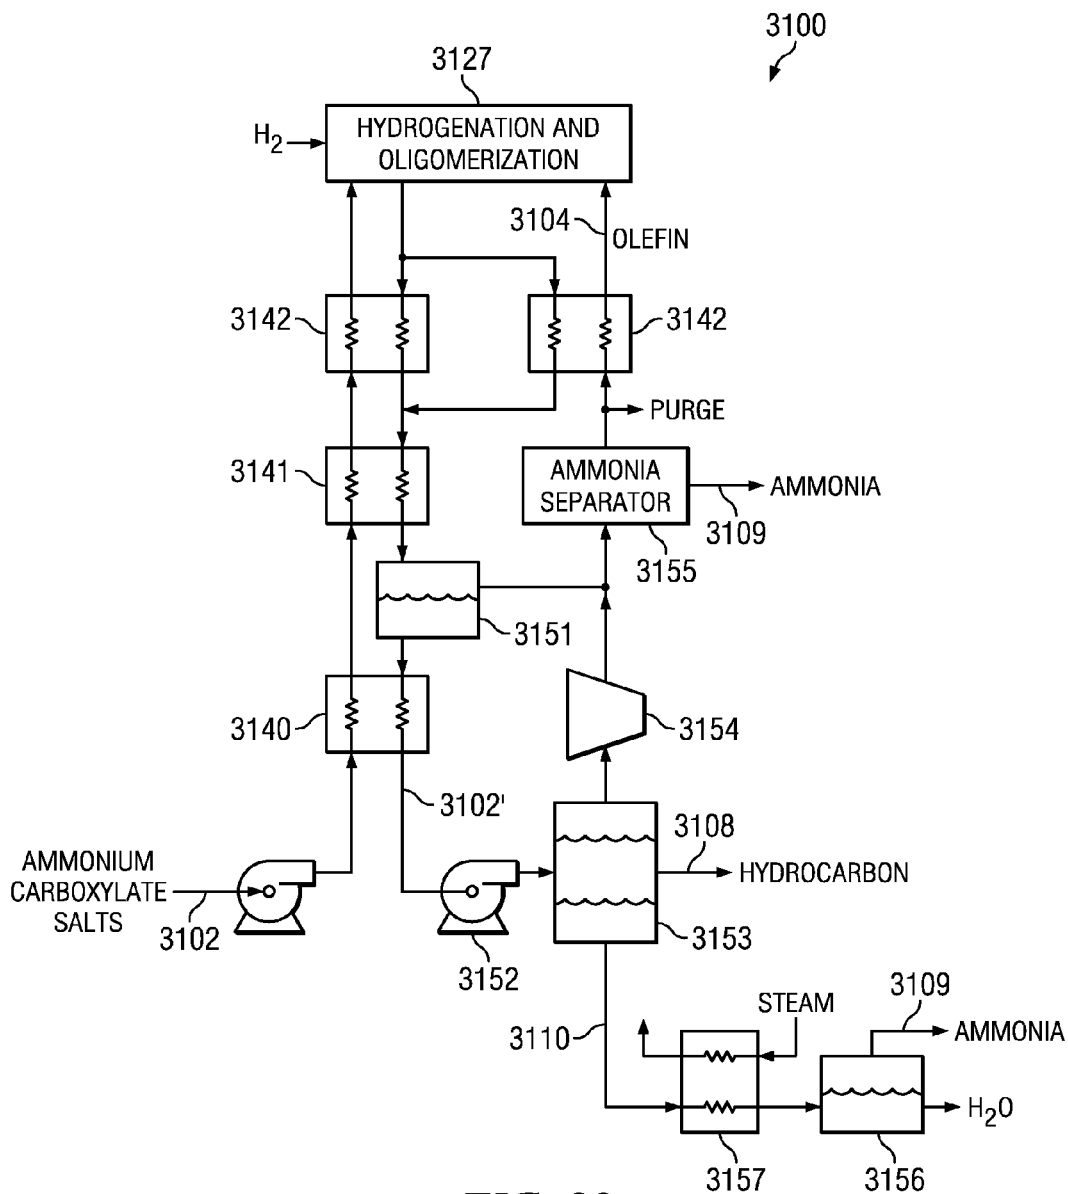 3100
3127
HYDROGENATION AND
OLIGOMERIZATION
H₂
3104
OLEFIN
3142
3142
PURGE
3141
AMMONIA
SEPARATOR
AMMONIA
3109
3155
3151
3140
3154
3102'
3108
HYDROCARBON
AMMONIUM
CARBOXYLATE
SALTS
3102
3152
3153
3110
STEAM
3109
AMMONIA
H₂O
3157
3156